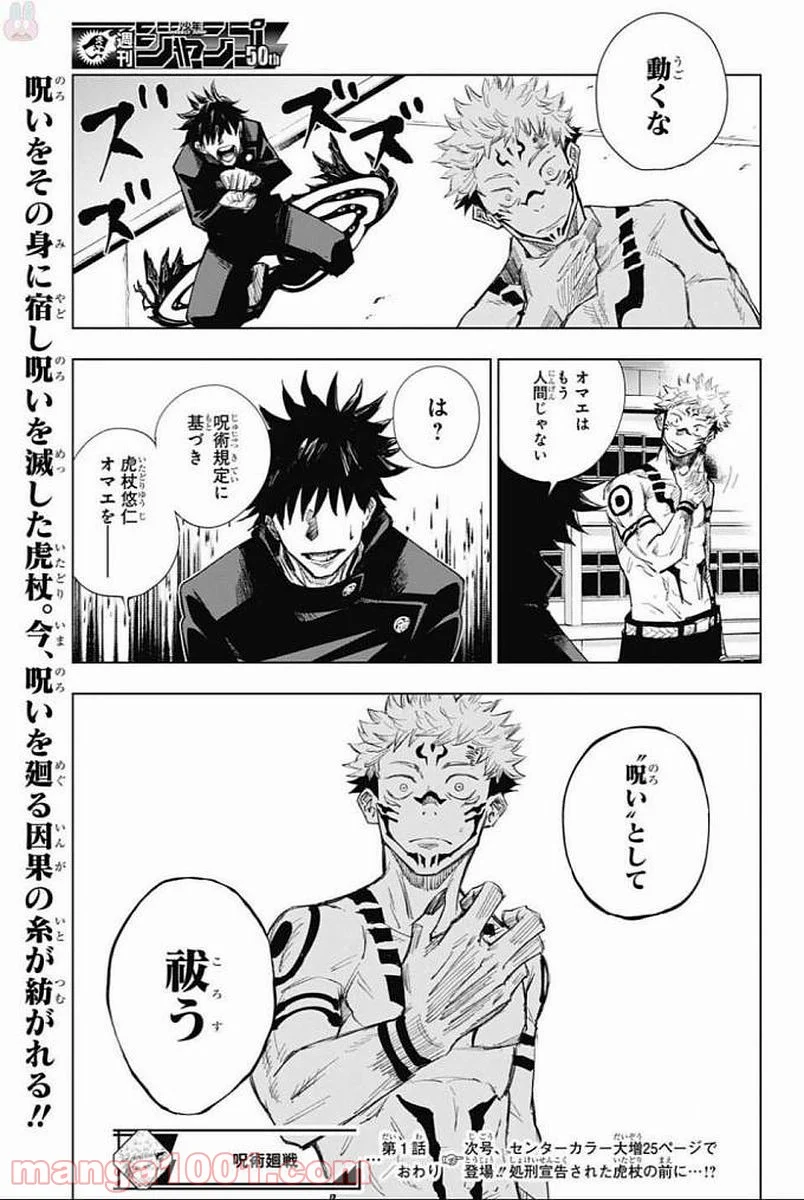 週刊少年ジャンプ50th
動くな
ズズズ
オマエは
もう
人間じゃない
は?
呪術規定に
基づき
虎杖悠仁
オマエを──
“呪い”として
祓う
呪いをその身に宿し呪いを滅した虎杖。今、呪いを廻る因果の糸が紡がれる!!
呪術廻戦
…
第1話/おわり
☞次号、センターカラー大増25ページで
登場!!処刑宣告された虎杖の前に…!?
manga1001.com